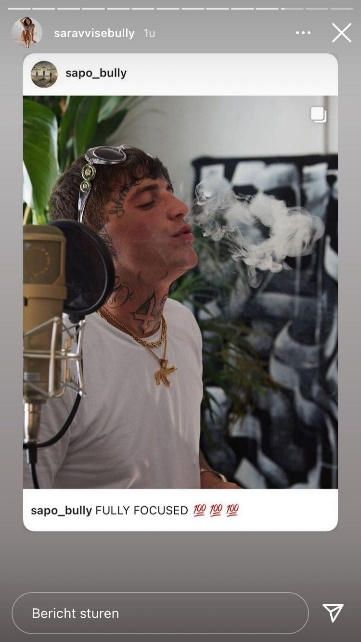 saravvisebully 1u
sapo_bully
sapo_bully FULLY FOCUSED 💯 💯 💯
Bericht sturen